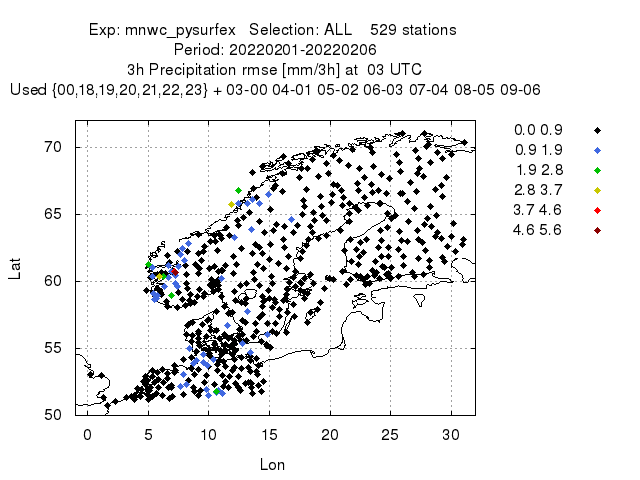 Exp: mnwc_pysurfex Selection: ALL 529 stations
Period: 20220201-20220206
3h Precipitation rmse [mm/3h] at 03 UTC
Used {00,18,19,20,21,22,23} + 03-00 04-01 05-02 06-03 07-04 08-05 09-06
0.0 0.9
0.9 1.9
1.9 2.8
2.8 3.7
3.7 4.6
4.6 5.6
70
65
60
55
50
Lat
0 5 10 15 20 25 30
Lon